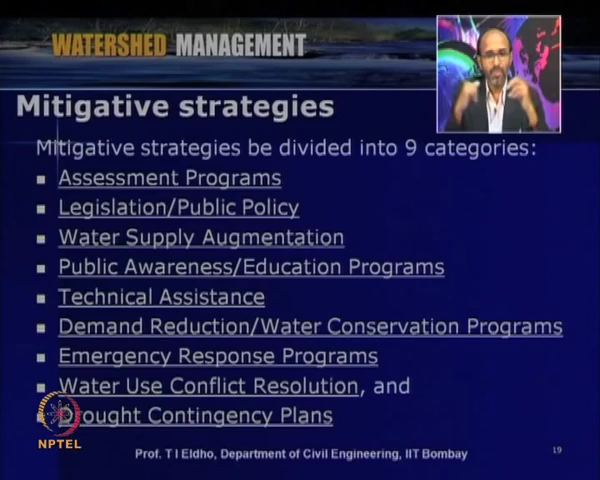 WATERSHED MANAGEMENT
Mitigative strategies
Mitigative strategies be divided into 9 categories:
Assessment Programs
Legislation/Public Policy
Water Supply Augmentation
Public Awareness/Education Programs
Technical Assistance
Demand Reduction/Water Conservation Programs
Emergency Response Programs
Water Use Conflict Resolution, and
Drought Contingency Plans
NPTEL
Prof. T I Eldho, Department of Civil Engineering, IIT Bombay
19